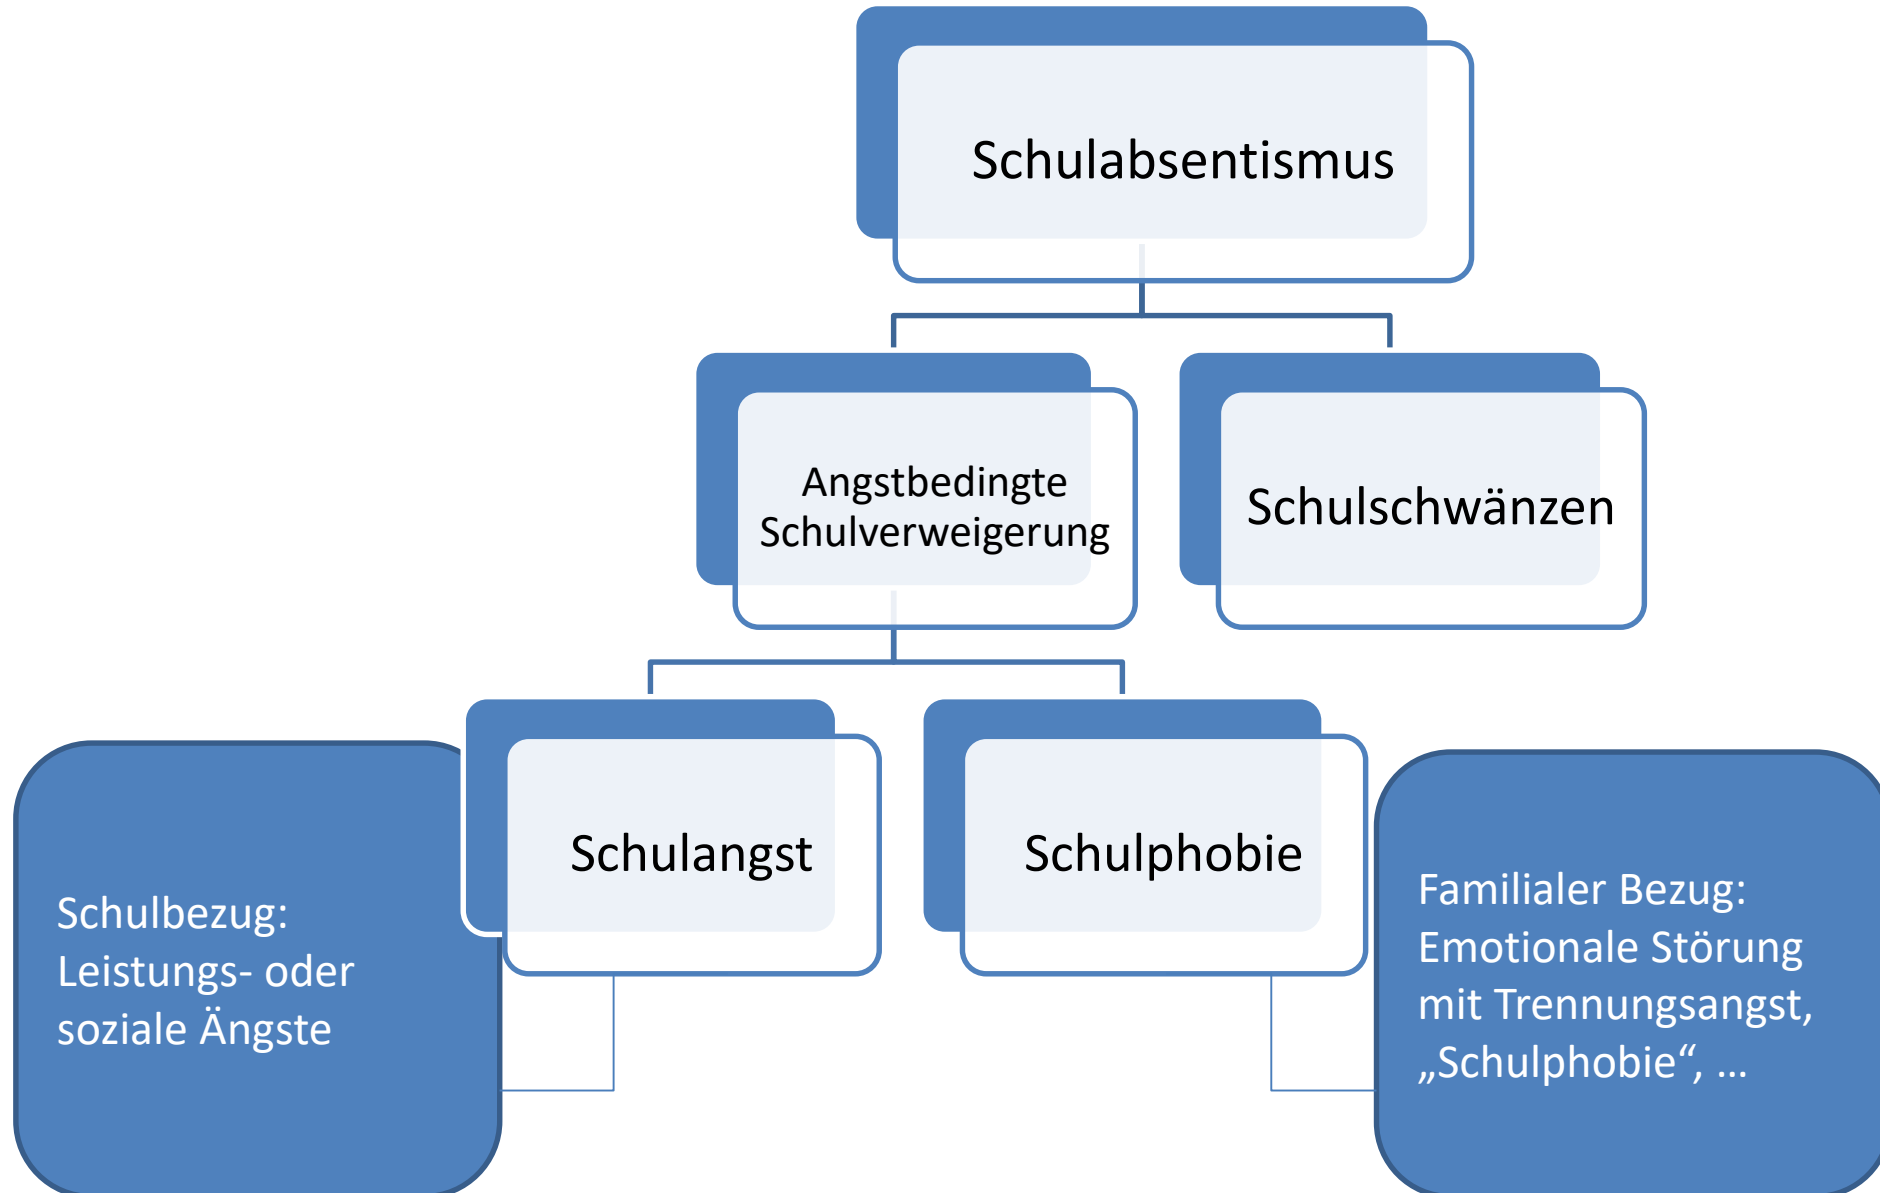 Schulabsentismus
Angstbedingte
Schulverweigerung
Schulschwänzen
Schulangst
Schulphobie
Schulbezug:
Leistungs- oder
soziale Ängste
Familialer Bezug:
Emotionale Störung
mit Trennungsangst,
„Schulphobie“, …